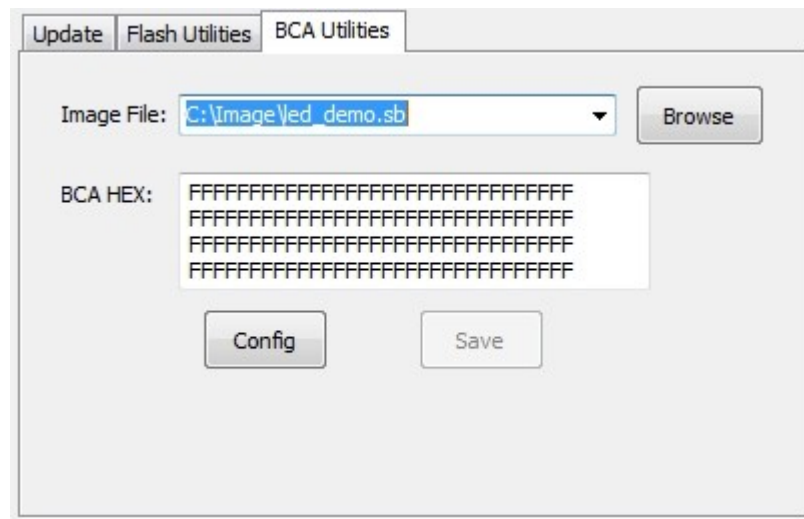 Update Flash Utilities BCA Utilities
Image File: C:\Image\led_demo.sb Browse
BCA HEX: FFFFFFFFFFFFFFFFFFFFFFFFFFFFFFFF
FFFFFFFFFFFFFFFFFFFFFFFFFFFFFFFF
FFFFFFFFFFFFFFFFFFFFFFFFFFFFFFFF
FFFFFFFFFFFFFFFFFFFFFFFFFFFFFFFF
Config Save